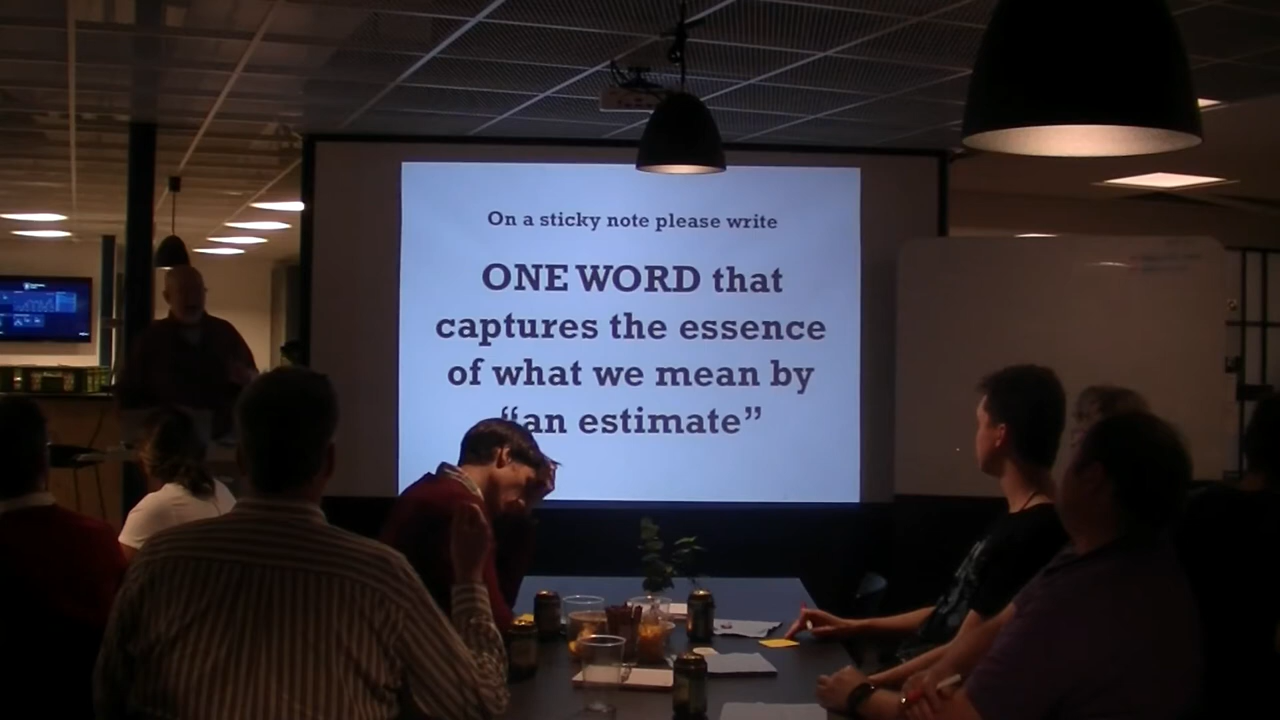 On a sticky note please write
ONE WORD that
captures the essence
of what we mean by
“an estimate”